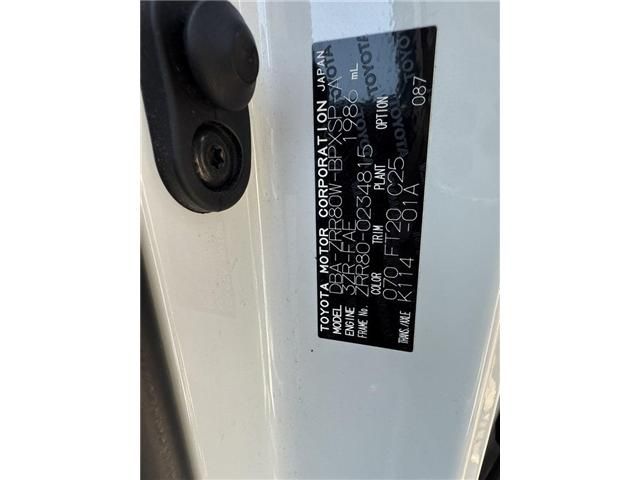 TOYOTA MOTOR CORPORATION JAPAN
MODEL DBA-ZRR80W-BPXSP A
ENGINE 3ZR-FAE 1986 mL
FRAME No. ZRR80-0234815
COLOR TRIM PLANT OPTION
070 FT20 C25 087
TRANS./AXLE K114 -01A